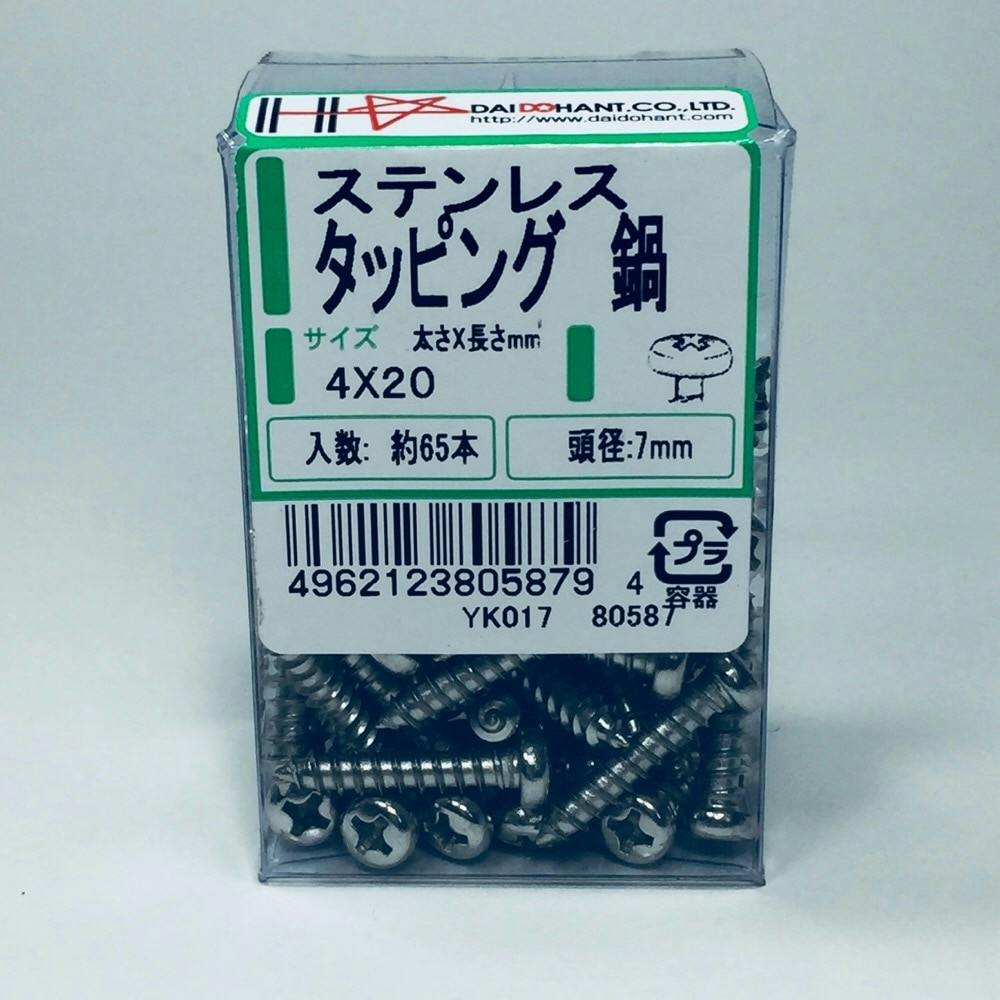 DAIDOHANT.CO.,LTD.
http://www.daidohant.com
ステンレス
タッピング 鍋
サイズ 太さX長さmm
4X20
入数: 約65本 頭径:7mm
4962123805879 4
プラ
容器
YK017 80587